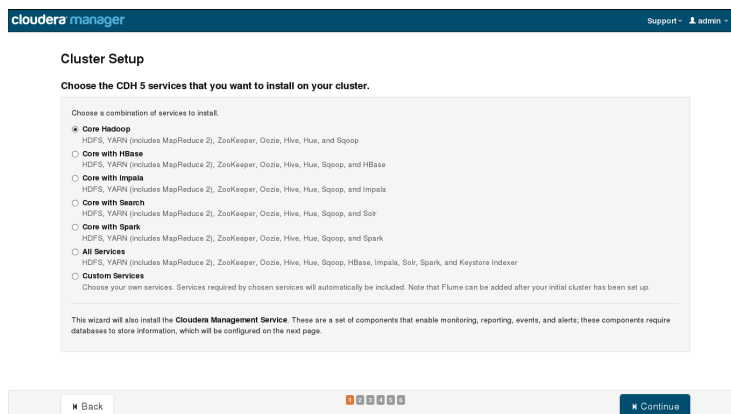 cloudera manager
Support
admin
Cluster Setup
Choose the CDH 5 services that you want to install on your cluster.
Choose a combination of services to install.
Core Hadoop
HDFS, YARN (includes MapReduce 2), ZooKeeper, Oozie, Hive, Hue, and Sqoop
Core with HBase
HDFS, YARN (includes MapReduce 2), ZooKeeper, Oozie, Hive, Hue, Sqoop, and HBase
Core with Impala
HDFS, YARN (includes MapReduce 2), ZooKeeper, Oozie, Hive, Hue, Sqoop, and Impala
Core with Search
HDFS, YARN (includes MapReduce 2), ZooKeeper, Oozie, Hive, Hue, Sqoop, and Solr
Core with Spark
HDFS, YARN (includes MapReduce 2), ZooKeeper, Oozie, Hive, Hue, Sqoop, and Spark
All Services
HDFS, YARN (includes MapReduce 2), ZooKeeper, Oozie, Hive, Hue, Sqoop, HBase, Impala, Solr, Spark, and Keystore Indexer
Custom Services
Choose your own services. Services required by chosen services will automatically be included. Note that Flume can be added after your initial cluster has been set up.
This wizard will also install the Cloudera Management Service. These are a set of components that enable monitoring, reporting, events, and alerts; these components require
databases to store information, which will be configured on the next page.
Back
1 2 3 4 5 6
Continue